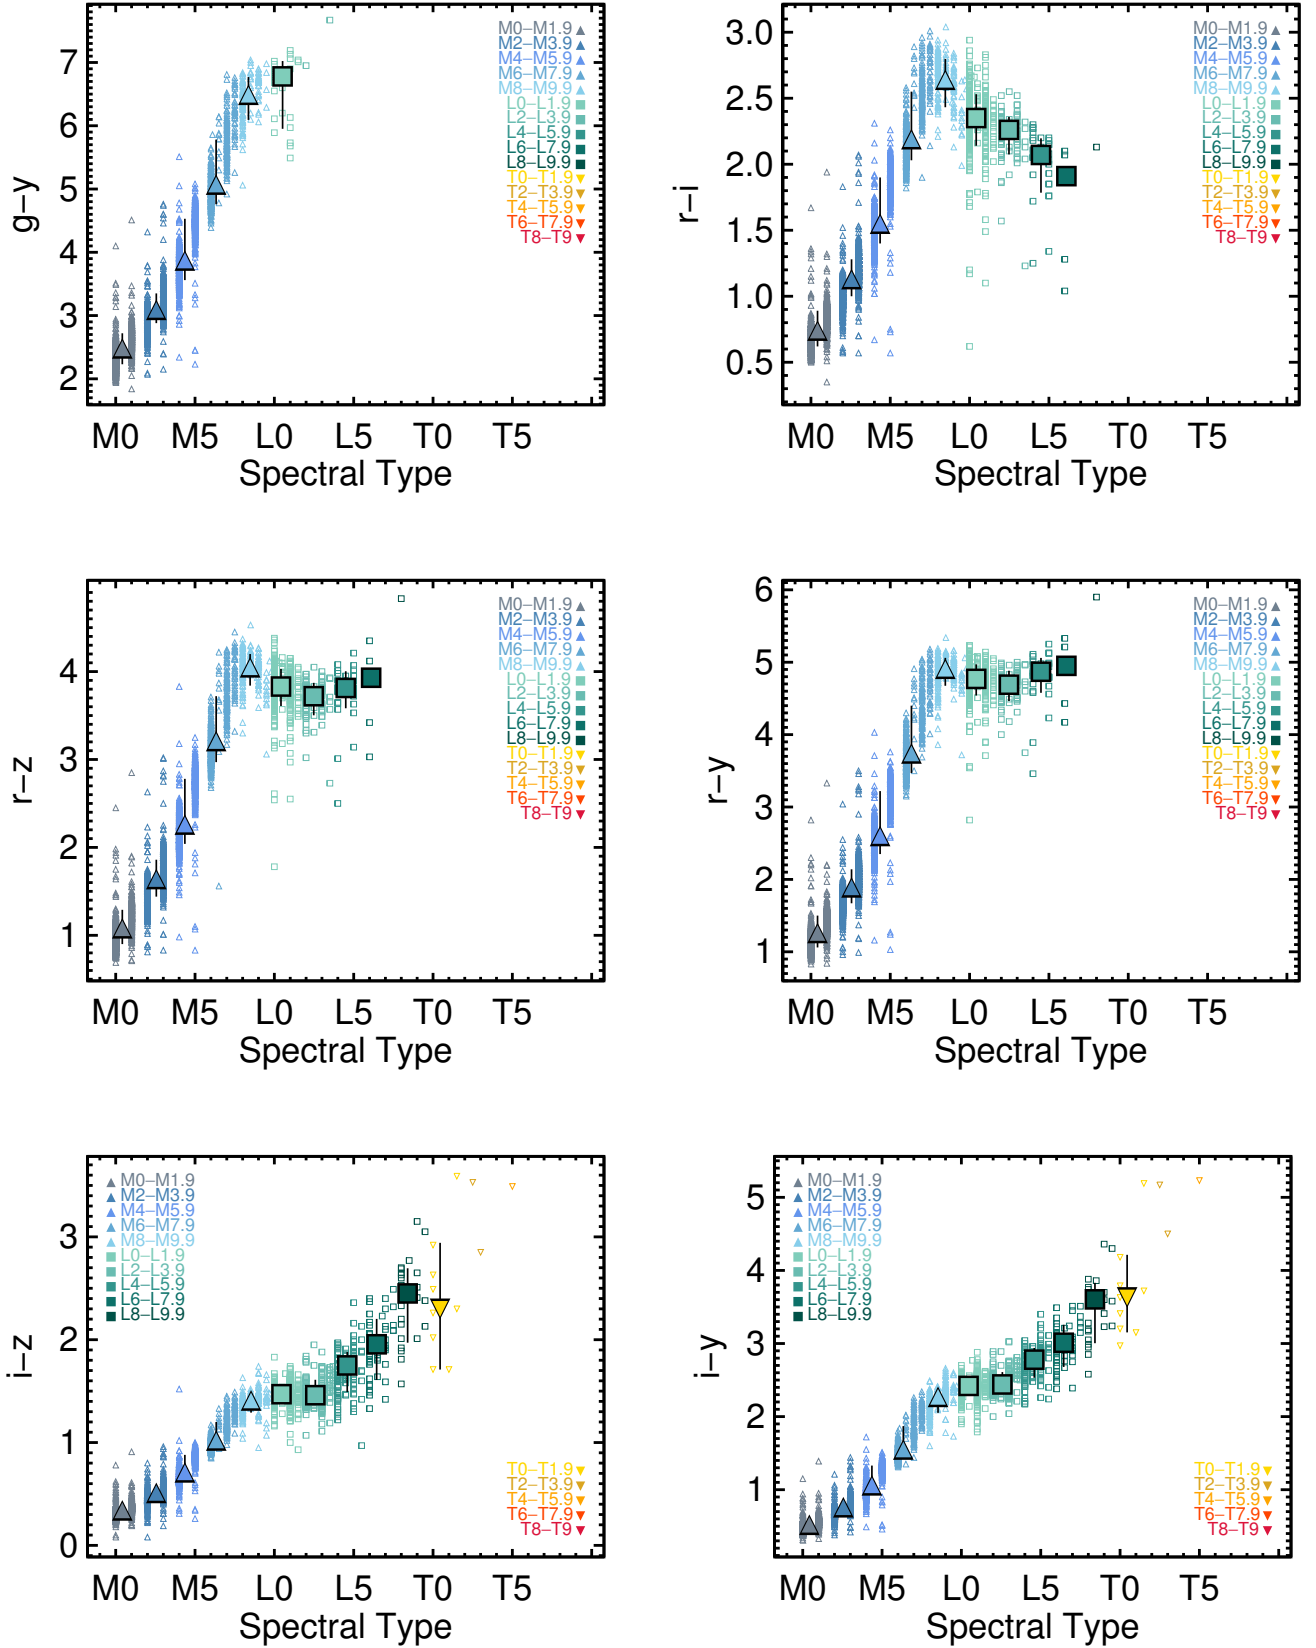 g−y
7
6
5
4
3
2
M0−M1.9
M2−M3.9
M4−M5.9
M6−M7.9
M8−M9.9
L0−L1.9
L2−L3.9
L4−L5.9
L6−L7.9
L8−L9.9
T0−T1.9
T2−T3.9
T4−T5.9
T6−T7.9
T8−T9
M0 M5 L0 L5 T0 T5
Spectral Type
r−i
3.0
2.5
2.0
1.5
1.0
0.5
M0−M1.9
M2−M3.9
M4−M5.9
M6−M7.9
M8−M9.9
L0−L1.9
L2−L3.9
L4−L5.9
L6−L7.9
L8−L9.9
T0−T1.9
T2−T3.9
T4−T5.9
T6−T7.9
T8−T9
M0 M5 L0 L5 T0 T5
Spectral Type
r−z
4
3
2
1
M0−M1.9
M2−M3.9
M4−M5.9
M6−M7.9
M8−M9.9
L0−L1.9
L2−L3.9
L4−L5.9
L6−L7.9
L8−L9.9
T0−T1.9
T2−T3.9
T4−T5.9
T6−T7.9
T8−T9
M0 M5 L0 L5 T0 T5
Spectral Type
r−y
6
5
4
3
2
1
M0−M1.9
M2−M3.9
M4−M5.9
M6−M7.9
M8−M9.9
L0−L1.9
L2−L3.9
L4−L5.9
L6−L7.9
L8−L9.9
T0−T1.9
T2−T3.9
T4−T5.9
T6−T7.9
T8−T9
M0 M5 L0 L5 T0 T5
Spectral Type
i−z
3
2
1
0
M0−M1.9
M2−M3.9
M4−M5.9
M6−M7.9
M8−M9.9
L0−L1.9
L2−L3.9
L4−L5.9
L6−L7.9
L8−L9.9
T0−T1.9
T2−T3.9
T4−T5.9
T6−T7.9
T8−T9
M0 M5 L0 L5 T0 T5
Spectral Type
i−y
5
4
3
2
1
M0−M1.9
M2−M3.9
M4−M5.9
M6−M7.9
M8−M9.9
L0−L1.9
L2−L3.9
L4−L5.9
L6−L7.9
L8−L9.9
T0−T1.9
T2−T3.9
T4−T5.9
T6−T7.9
T8−T9
M0 M5 L0 L5 T0 T5
Spectral Type